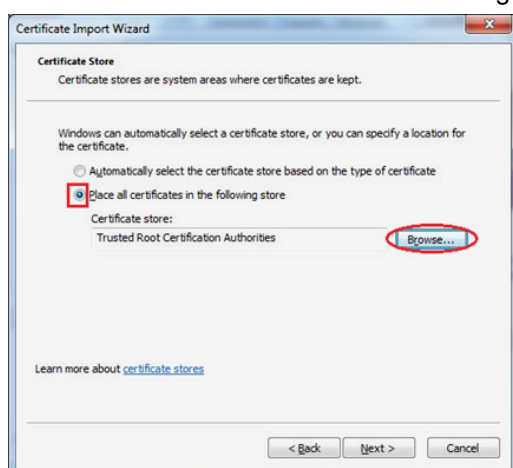 Certificate Import Wizard
Certificate Store
Certificate stores are system areas where certificates are kept.
Windows can automatically select a certificate store, or you can specify a location for
the certificate.
Automatically select the certificate store based on the type of certificate
Place all certificates in the following store
Certificate store:
Trusted Root Certification Authorities
Browse...
Learn more about certificate stores
< Back
Next >
Cancel